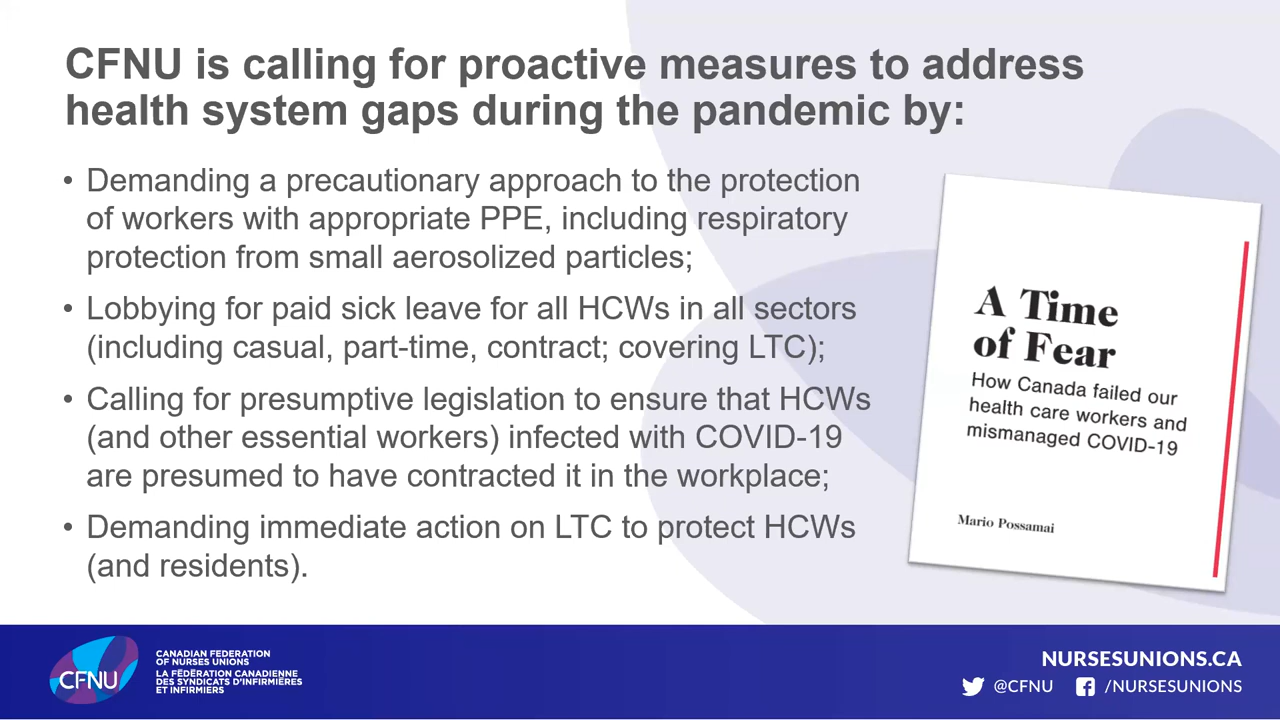 CFNU is calling for proactive measures to address
health system gaps during the pandemic by:
• Demanding a precautionary approach to the protection
of workers with appropriate PPE, including respiratory
protection from small aerosolized particles;
• Lobbying for paid sick leave for all HCWs in all sectors
(including casual, part-time, contract; covering LTC);
• Calling for presumptive legislation to ensure that HCWs
(and other essential workers) infected with COVID-19
are presumed to have contracted it in the workplace;
• Demanding immediate action on LTC to protect HCWs
(and residents).
A Time
of Fear
How Canada failed our
health care workers and
mismanaged COVID-19
Mario Possamai
CFNU
CANADIAN FEDERATION
OF NURSES UNIONS
LA FÉDÉRATION CANADIENNE
DES SYNDICATS D'INFIRMIÈRES
ET INFIRMIERS
NURSESUNIONS.CA
@CFNU /NURSESUNIONS